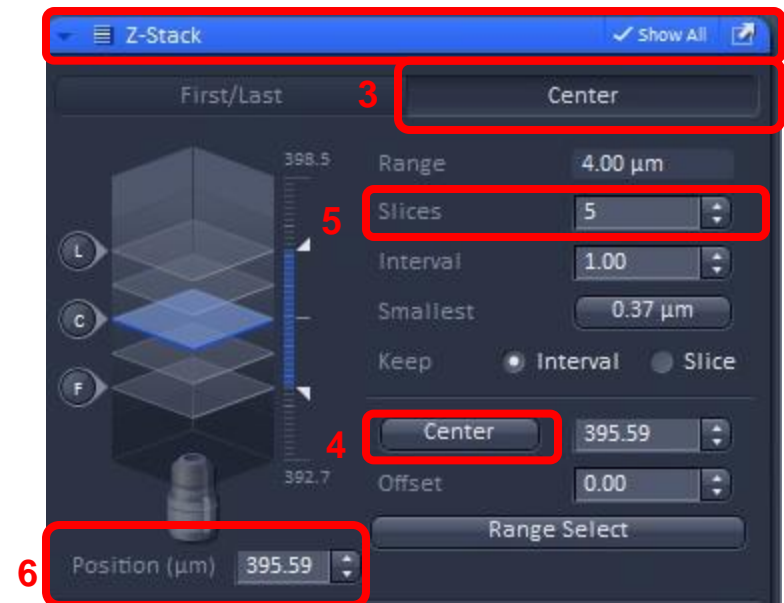 Z-Stack Show All
First/Last 3 Center
398.5 Range 4.00 µm
5 Slices 5
L Interval 1.00
C Smallest 0.37 µm
Keep Interval Slice
F
4 Center 395.59
392.7 Offset 0.00
Range Select
6 Position (µm) 395.59